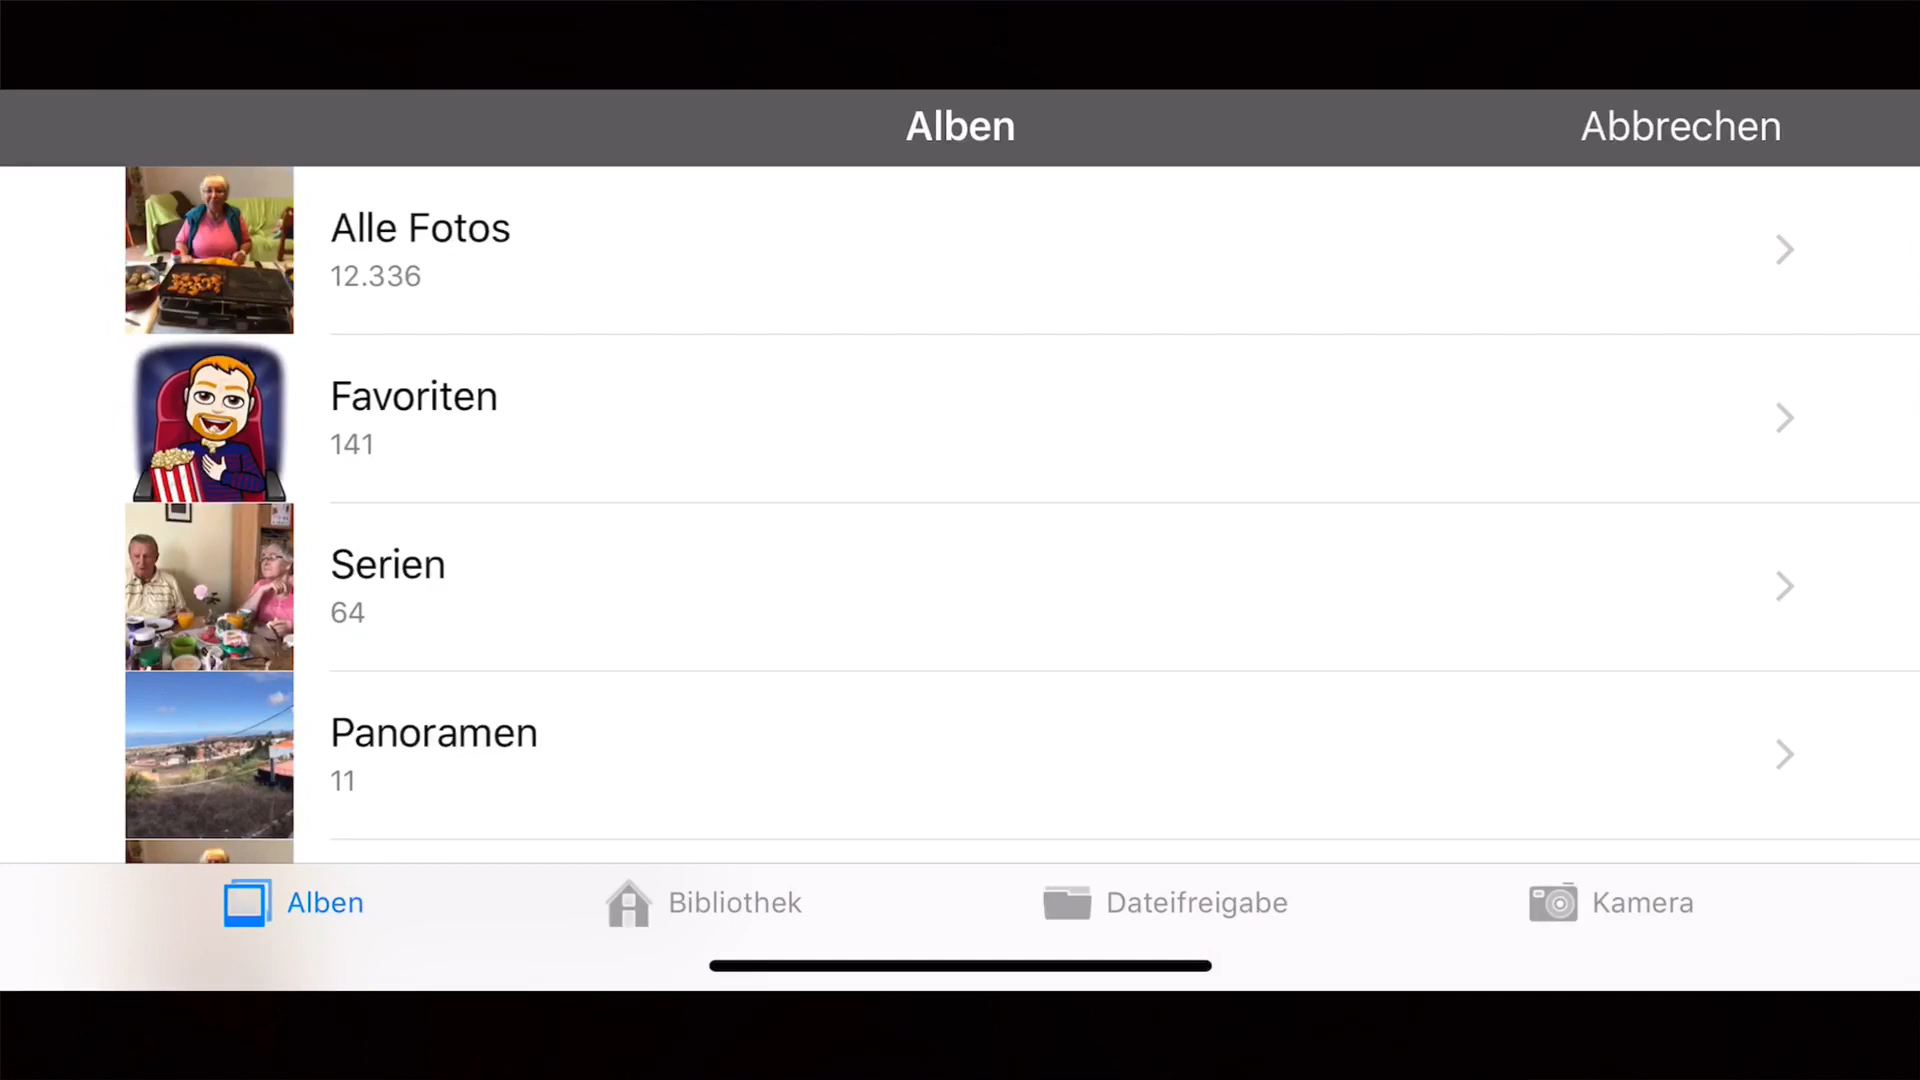 Alben
Abbrechen
Alle Fotos
12.336
Favoriten
141
Serien
64
Panoramen
11
Alben
Bibliothek
Dateifreigabe
Kamera